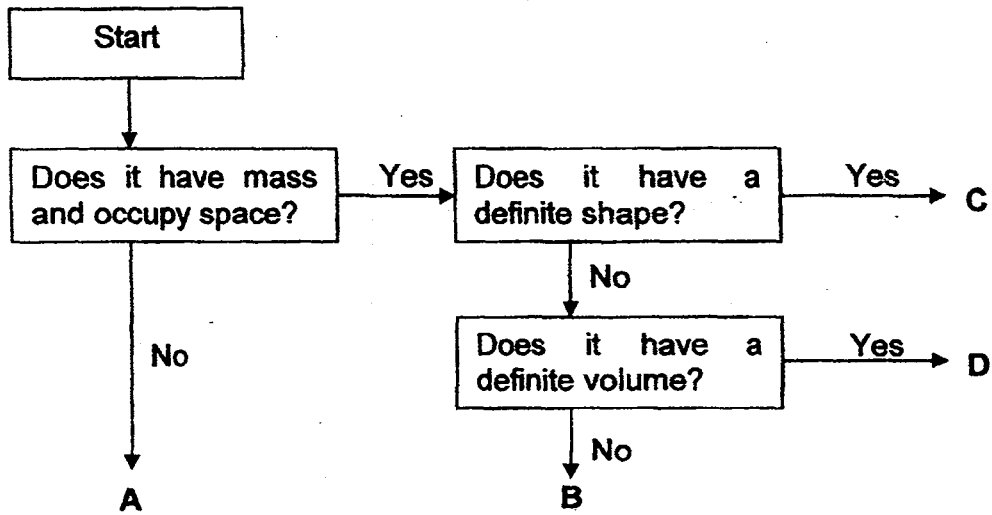 Start
Does it have mass
and occupy space?
Yes
Does it have a
definite shape?
Yes
C
No
No
Does it have a
definite volume?
Yes
D
No
A
B